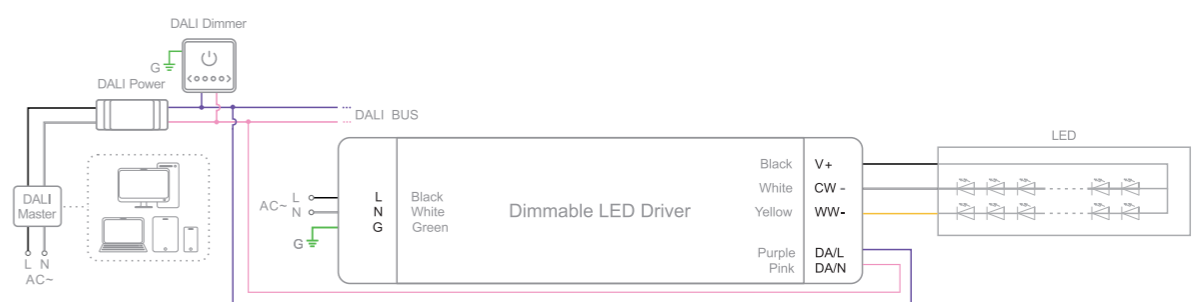 DALI Dimmer
G
DALI Power
DALI BUS
DALI
Master
L N
AC~
AC~
L
N
G
L Black
N White
G Green
Dimmable LED Driver
Black V+
White CW -
Yellow WW-
Purple DA/L
Pink DA/N
LED